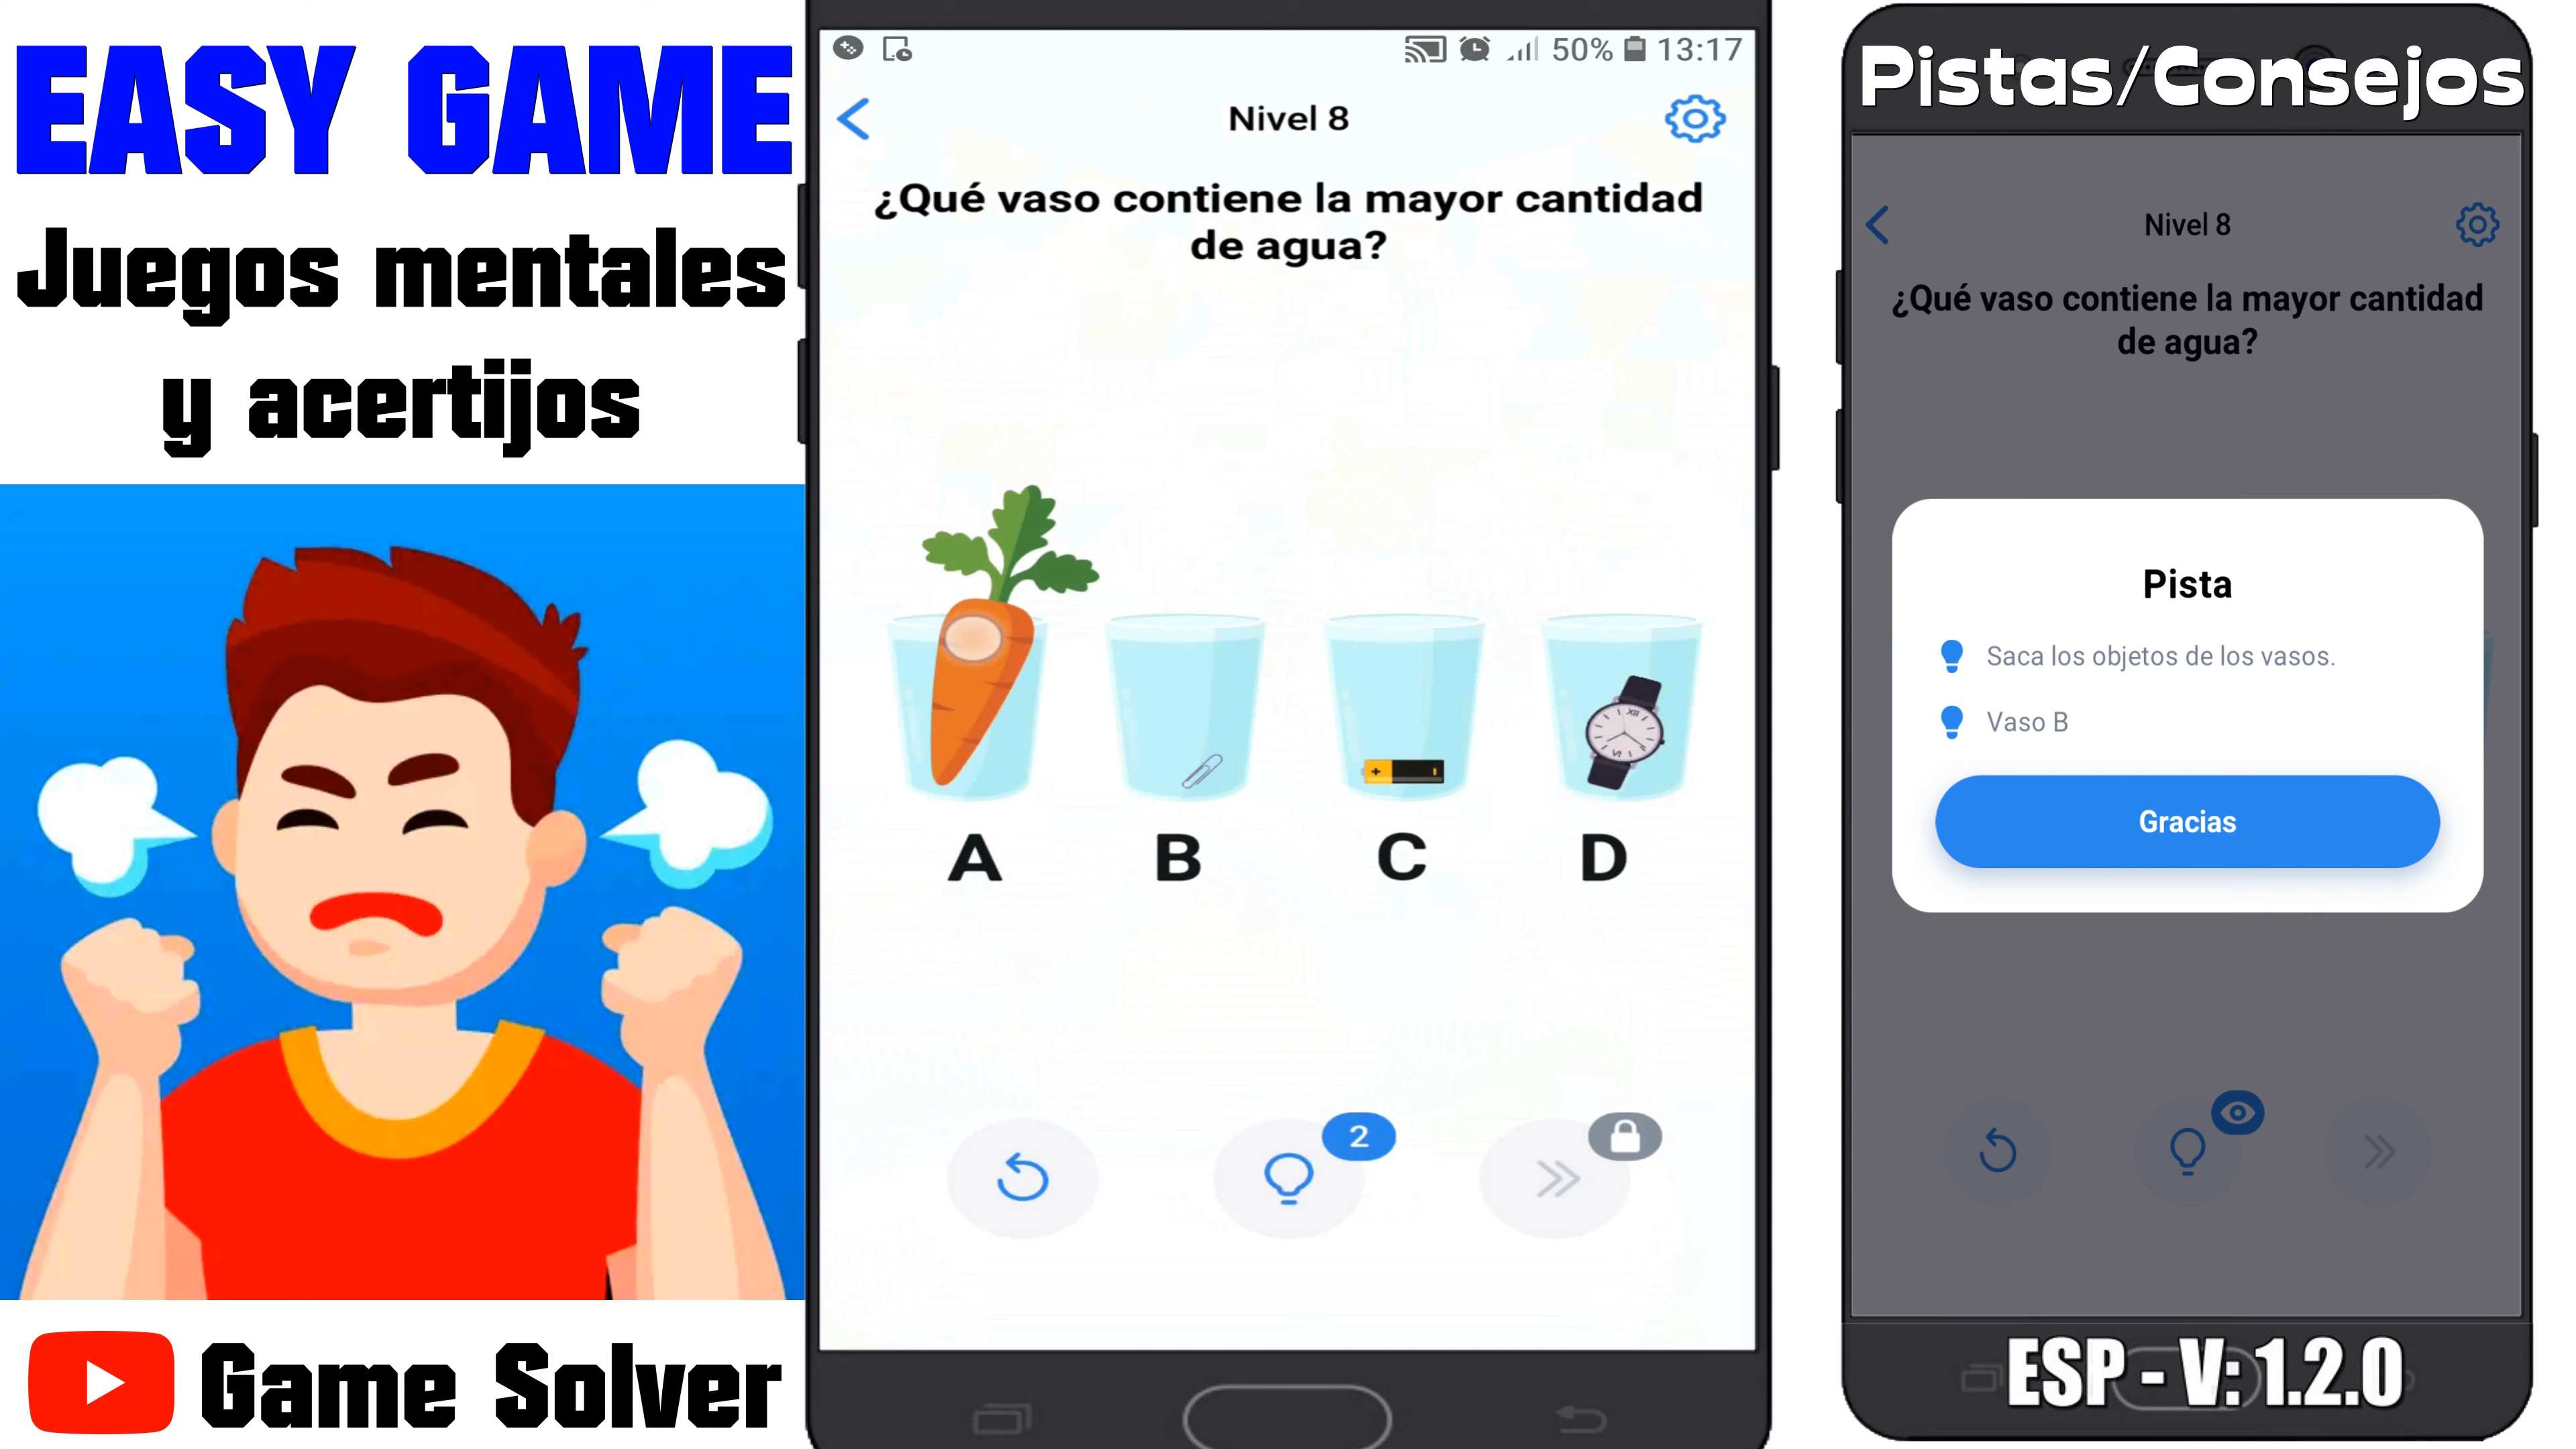 EASY GAME
Juegos mentales
y acertijos
Game Solver
50% 13:17
Nivel 8
¿Qué vaso contiene la mayor cantidad
de agua?
XII
VI
+
A B C D
2
Pistas/Consejos
Nivel 8
¿Qué vaso contiene la mayor cantidad
de agua?
Pista
Saca los objetos de los vasos.
Vaso B
Gracias
ESP - V: 1.2.0